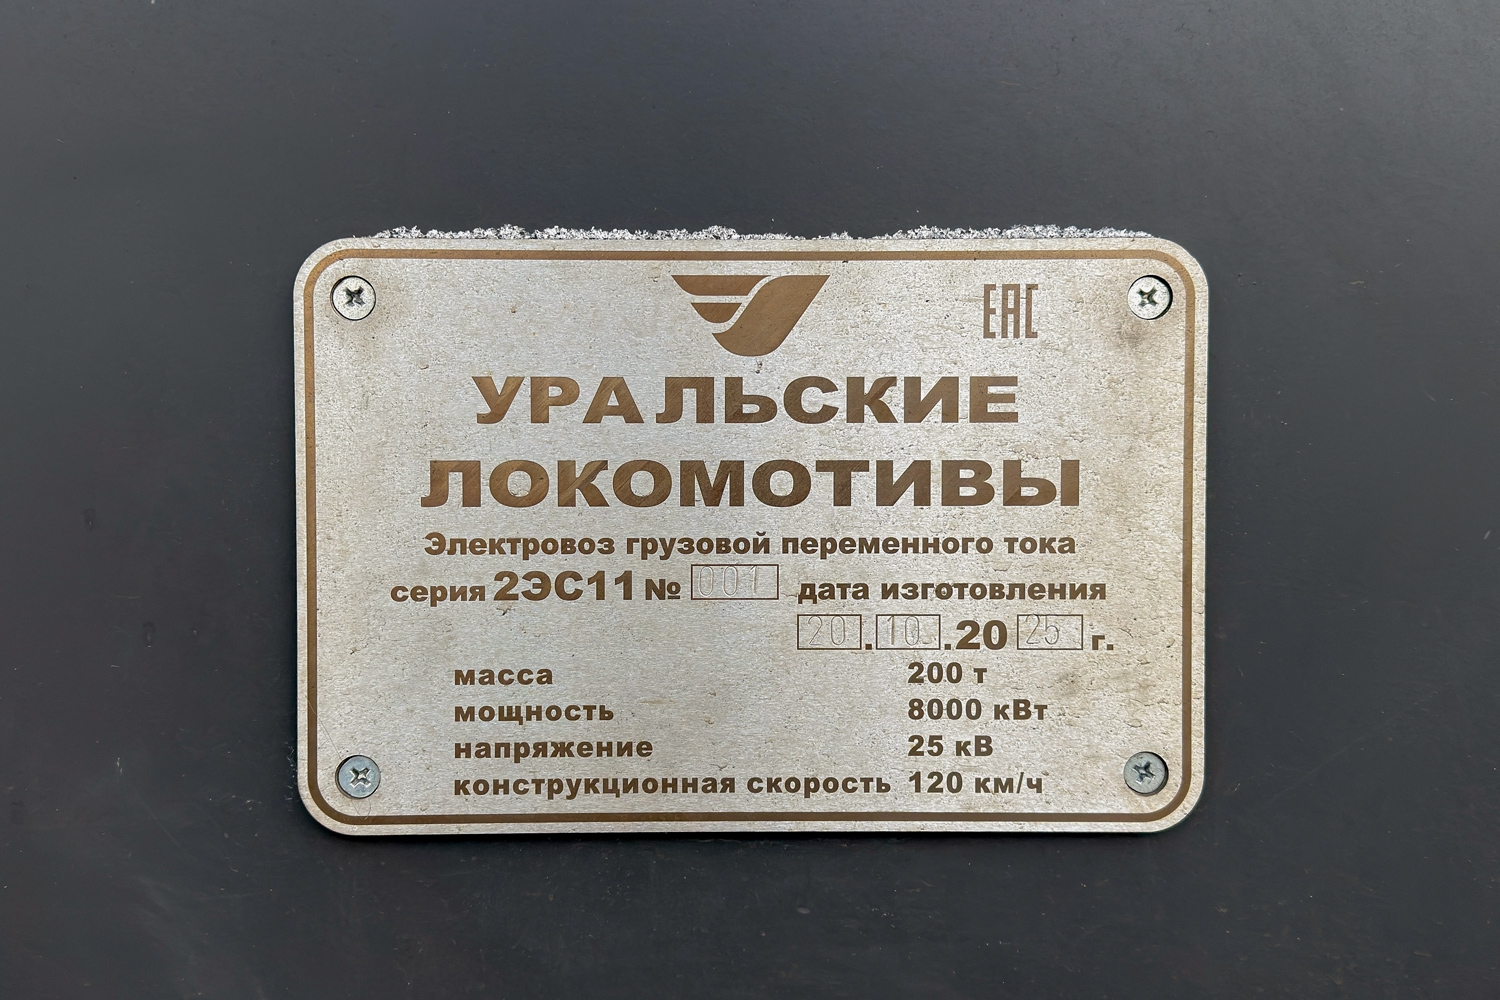 EAC
УРАЛЬСКИЕ
ЛОКОМОТИВЫ
Электровоз грузовой переменного тока
серия 2ЭС11 № 001 дата изготовления
20.10.2025 г.
масса 200 т
мощность 8000 кВт
напряжение 25 кВ
конструкционная скорость 120 км/ч